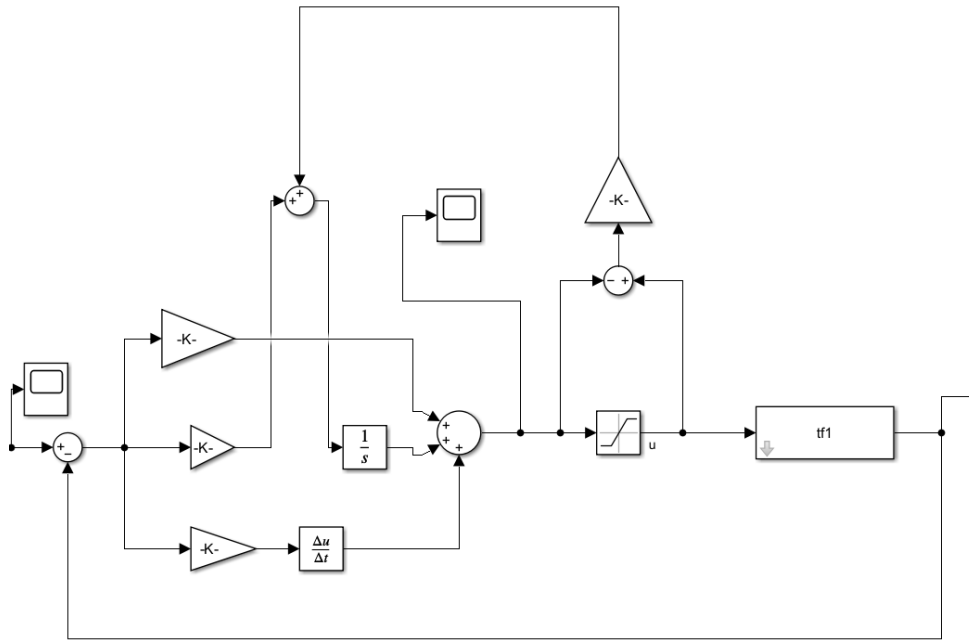 -K-
+
+
-K-
- +
-K-
+
-
-K-
1
s
+
+
+
u
tf1
-K-
Δu
Δt